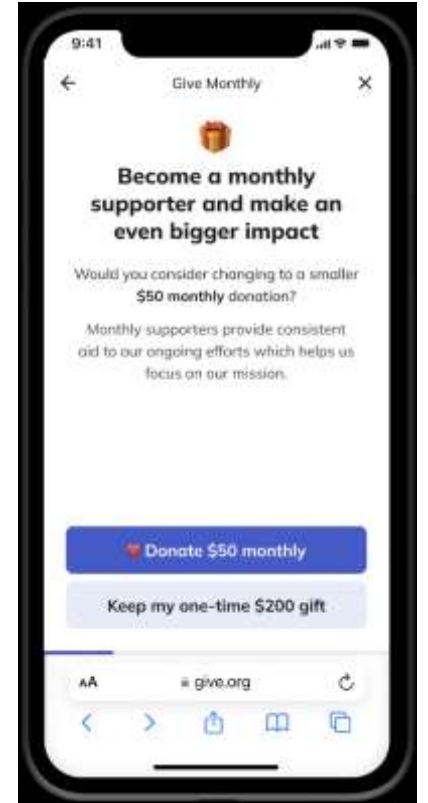 9:41
Give Monthly
Become a monthly
supporter and make an
even bigger impact
Would you consider changing to a smaller
$50 monthly donation?
Monthly supporters provide consistent
aid to our ongoing efforts which helps us
focus on our mission.
Donate $50 monthly
Keep my one-time $200 gift
AA
give.org